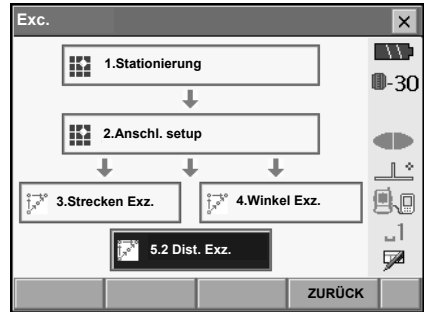 Exc.
1.Stationierung
-30
2.Anschl. setup
3.Strecken Exz.
4.Winkel Exz.
5.2 Dist. Exz.
1
ZURÜCK